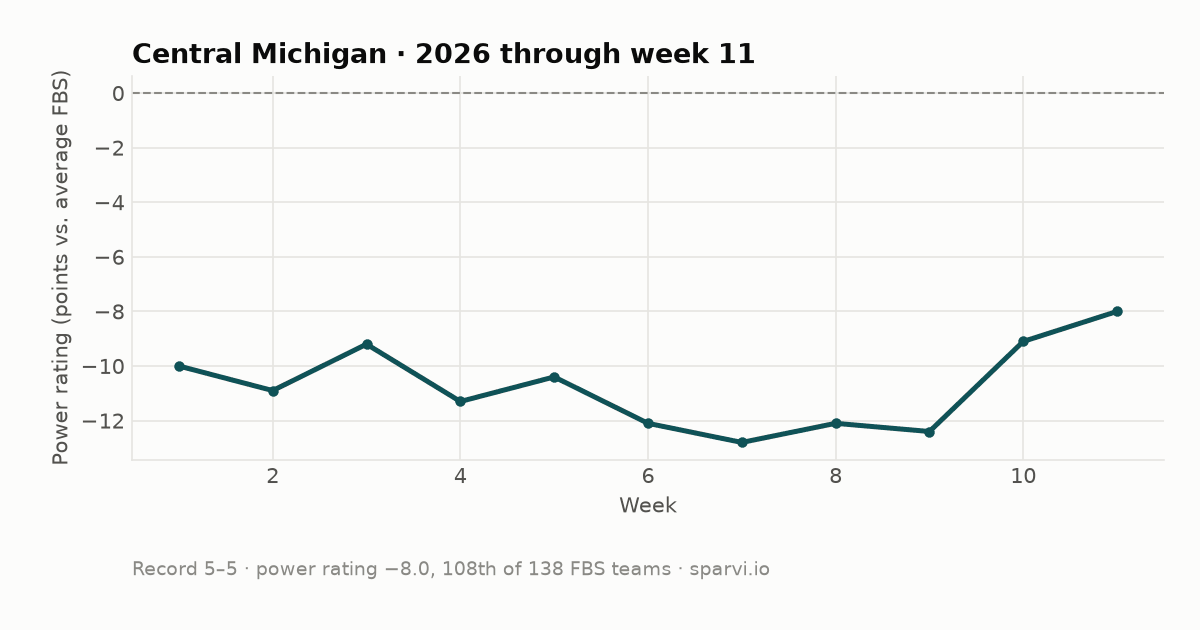 Central Michigan · 2026 through week 11
Power rating (points vs. average FBS)
0
−2
−4
−6
−8
−10
−12
2 4 6 8 10
Week
Record 5–5 · power rating −8.0, 108th of 138 FBS teams · sparvi.io